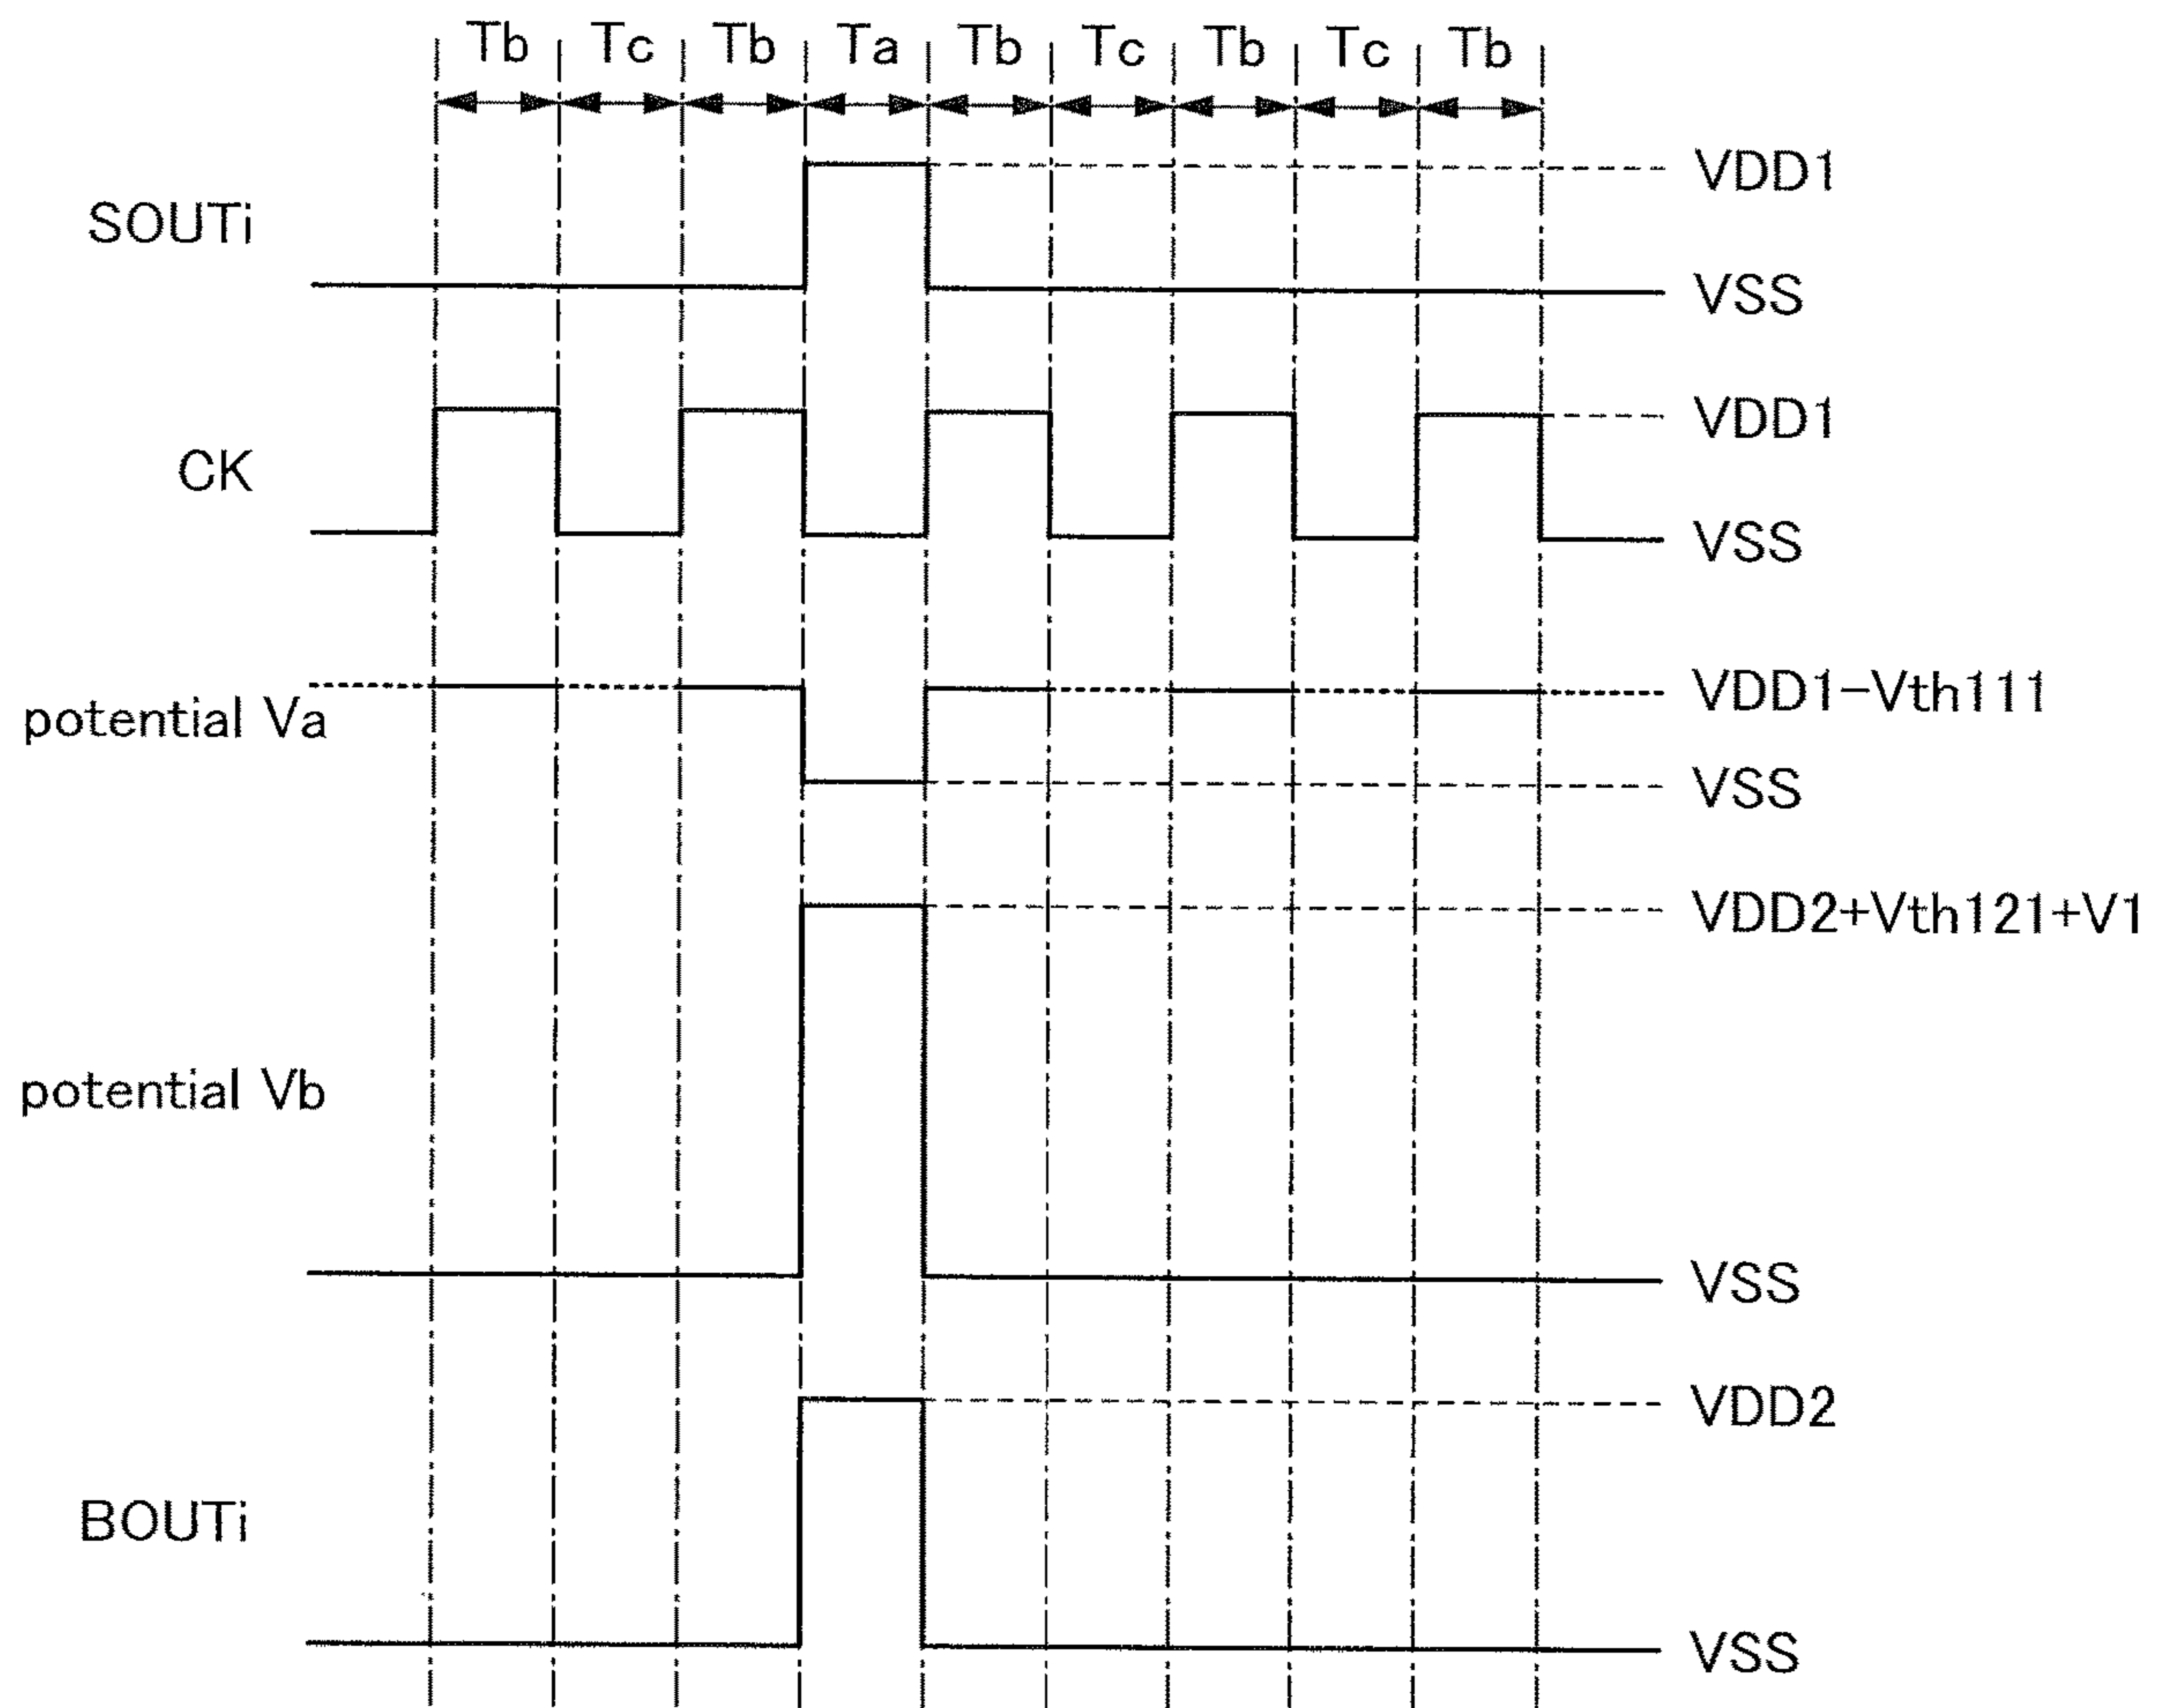 Tb Tc Tb Ta Tb Tc Tb Tc Tb
VDD1
SOUTi
VSS
VDD1
CK
VSS
VDD1-Vth111
potential Va
VSS
VDD2+Vth121+V1
potential Vb
VSS
VDD2
BOUTi
VSS